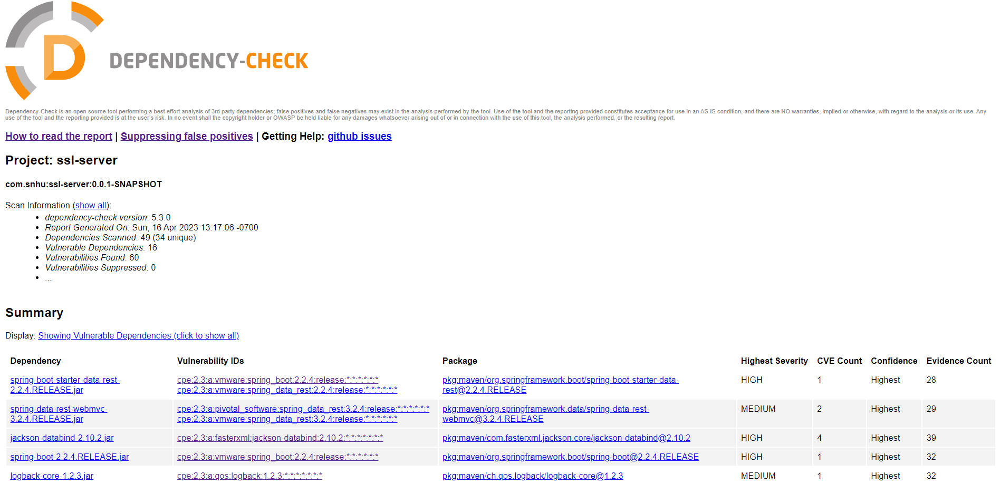 DEPENDENCY-CHECK
Dependency-Check is an open source tool performing a best effort analysis of 3rd party dependencies; false positives and false negatives may exist in the analysis performed by the tool. Use of the tool and the reporting provided constitutes acceptance for use in an AS IS condition, and there are NO warranties, implied or otherwise, with regard to the analysis or its use. Any
use of the tool and the reporting provided is at the user's risk. In no event shall the copyright holder or OWASP be held liable for any damages whatsoever arising out of or in connection with the use of this tool, the analysis performed, or the resulting report.
How to read the report | Suppressing false positives | Getting Help: github issues
Project: ssl-server
com.snhu:ssl-server:0.0.1-SNAPSHOT
Scan Information (show all):
• dependency-check version: 5.3.0
• Report Generated On: Sun, 16 Apr 2023 13:17:06 -0700
• Dependencies Scanned: 49 (34 unique)
• Vulnerable Dependencies: 16
• Vulnerabilities Found: 60
• Vulnerabilities Suppressed: 0
• ...
Summary
Display: Showing Vulnerable Dependencies (click to show all)
Dependency Vulnerability IDs Package Highest Severity CVE Count Confidence Evidence Count
spring-boot-starter-data-rest- cpe:2.3:a:vmware:spring_boot:2.2.4:release:*:*:*:*:*:* pkg:maven/org.springframework.boot/spring-boot-starter-data- HIGH 1 Highest 28
2.2.4.RELEASE.jar cpe:2.3:a:vmware:spring_data_rest:2.2.4:release:*:*:*:*:*:* rest@2.2.4.RELEASE
spring-data-rest-webmvc- cpe:2.3:a:pivotal_software:spring_data_rest:3.2.4:release:*:*:*:*:*:* pkg:maven/org.springframework.data/spring-data-rest- MEDIUM 2 Highest 29
3.2.4.RELEASE.jar cpe:2.3:a:vmware:spring_data_rest:3.2.4:release:*:*:*:*:*:* webmvc@3.2.4.RELEASE
jackson-databind-2.10.2.jar cpe:2.3:a:fasterxml:jackson-databind:2.10.2:*:*:*:*:*:*:* pkg:maven/com.fasterxml.jackson.core/jackson-databind@2.10.2 HIGH 4 Highest 39
spring-boot-2.2.4.RELEASE.jar cpe:2.3:a:vmware:spring_boot:2.2.4:release:*:*:*:*:*:* pkg:maven/org.springframework.boot/spring-boot@2.2.4.RELEASE HIGH 1 Highest 32
logback-core-1.2.3.jar cpe:2.3:a:qos:logback:1.2.3:*:*:*:*:*:*:* pkg:maven/ch.qos.logback/logback-core@1.2.3 MEDIUM 1 Highest 32